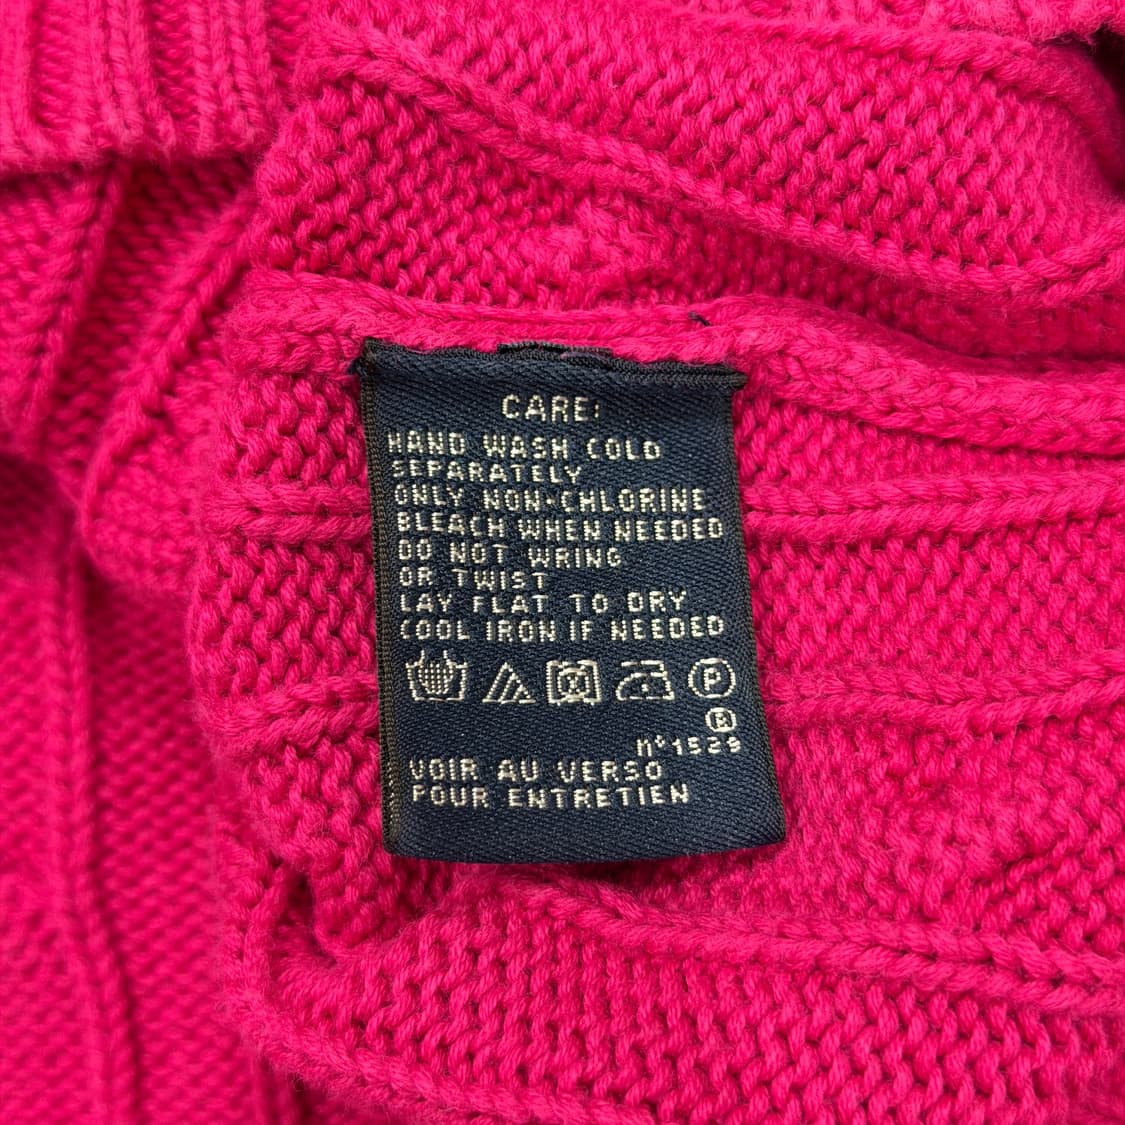 CARE:
HAND WASH COLD
SEPARATELY
ONLY NON-CHLORINE
BLEACH WHEN NEEDED
DO NOT WRING
OR TWIST
LAY FLAT TO DRY
COOL IRON IF NEEDED
P
®
n°1529
VOIR AU VERSO
POUR ENTRETIEN